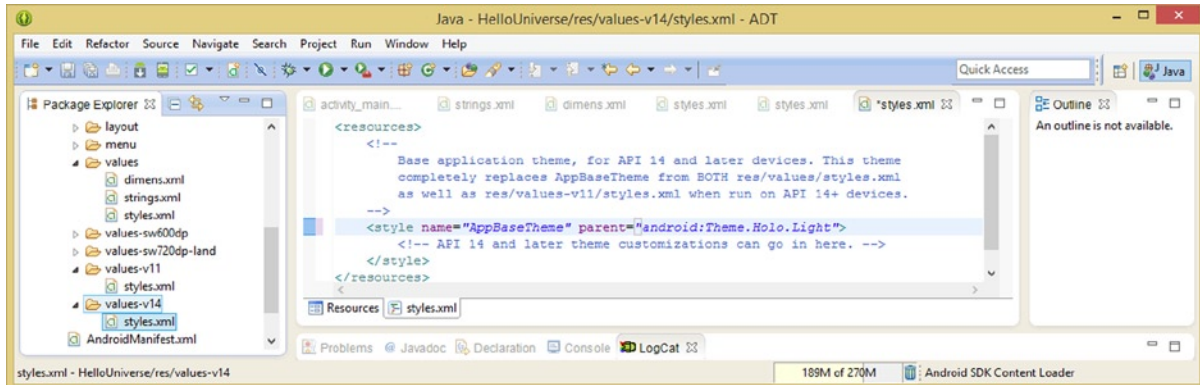 Java - HelloUniverse/res/values-v14/styles.xml - ADT
File Edit Refactor Source Navigate Search Project Run Window Help
Quick Access
Java
Package Explorer
layout
menu
values
dimens.xml
strings.xml
styles.xml
values-sw600dp
values-sw720dp-land
values-v11
styles.xml
values-v14
styles.xml
AndroidManifest.xml
activity_main.... strings.xml dimens.xml styles.xml styles.xml *styles.xml
<resources>
<!--
Base application theme, for API 14 and later devices. This theme
completely replaces AppBaseTheme from BOTH res/values/styles.xml
as well as res/values-v11/styles.xml when run on API 14+ devices.
-->
<style name="AppBaseTheme" parent="android:Theme.Holo.Light">
<!-- API 14 and later theme customizations can go in here. -->
</style>
</resources>
Resources styles.xml
Outline
An outline is not available.
Problems Javadoc Declaration Console LogCat
styles.xml - HelloUniverse/res/values-v14
189M of 270M
Android SDK Content Loader